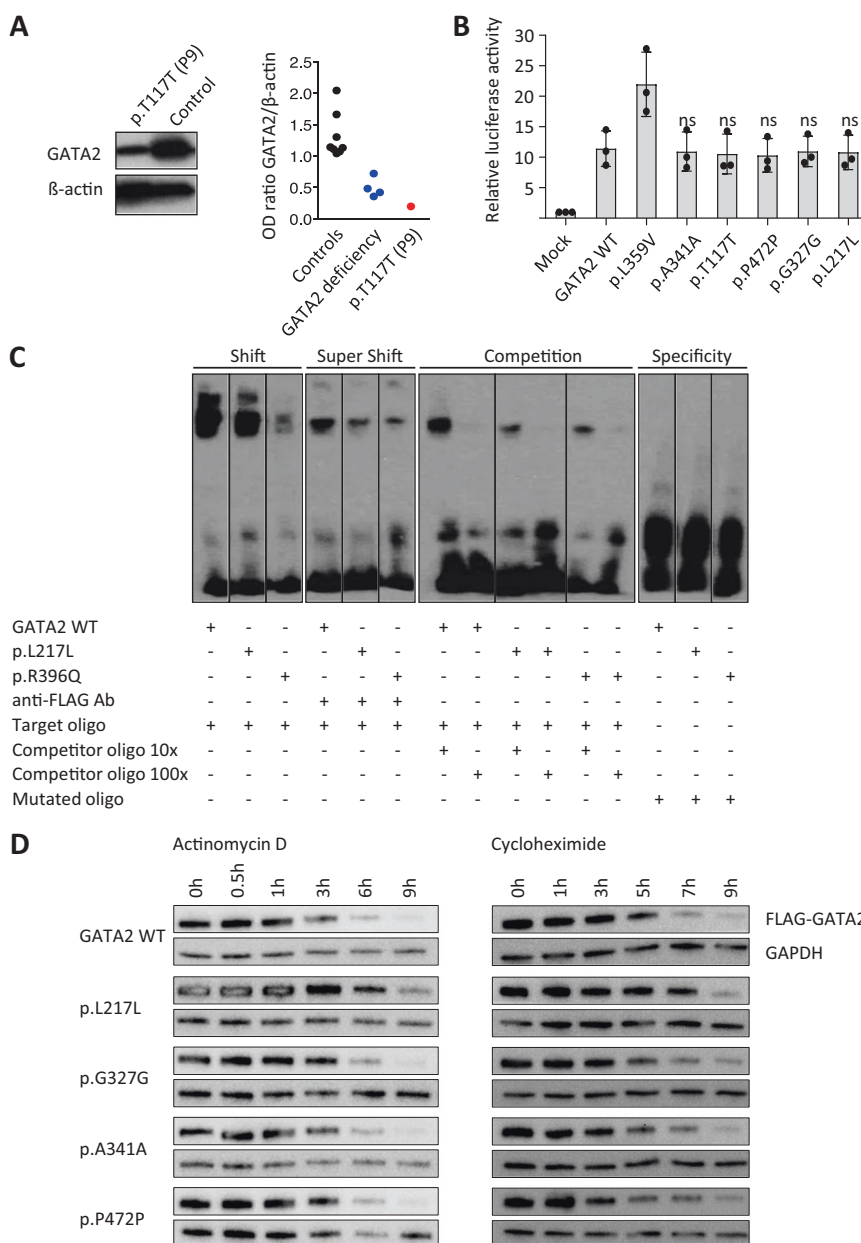 A
p.T117T (P9)
Control
GATA2
ß-actin
OD ratio GATA2/β-actin
2.5
2.0
1.5
1.0
0.5
0.0
Controls
GATA2 deficiency
p.T117T (P9)
B
Relative luciferase activity
30
25
20
15
10
5
ns ns ns ns ns
Mock
GATA2 WT
p.L359V
p.A341A
p.T117T
p.P472P
p.G327G
p.L217L
C
Shift Super Shift Competition Specificity
GATA2 WT + - - + - - + + - - - - + - -
p.L217L - + - - + - - - + + - - - + -
p.R396Q - - + - - + - - - - + + - - +
anti-FLAG Ab - - - + + + - - - - - - - - -
Target oligo + + + + + + + + + + + + - - -
Competitor oligo 10x - - - - - - + - + - + - - - -
Competitor oligo 100x - - - - - - - + - + - + - - -
Mutated oligo - - - - - - - - - - - - + + +
D
Actinomycin D
0h 0.5h 1h 3h 6h 9h
Cycloheximide
0h 1h 3h 5h 7h 9h
GATA2 WT
FLAG-GATA2
GAPDH
p.L217L
p.G327G
p.A341A
p.P472P